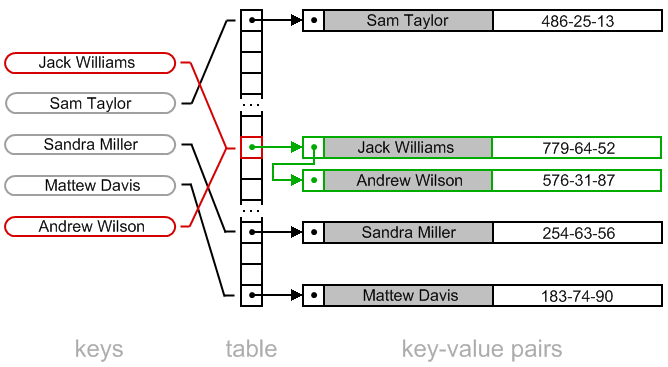 Sam Taylor 486-25-13
Jack Williams
Sam Taylor
...
Sandra Miller
Jack Williams 779-64-52
Mattew Davis
Andrew Wilson 576-31-87
...
Andrew Wilson
Sandra Miller 254-63-56
Mattew Davis 183-74-90
keys table key-value pairs